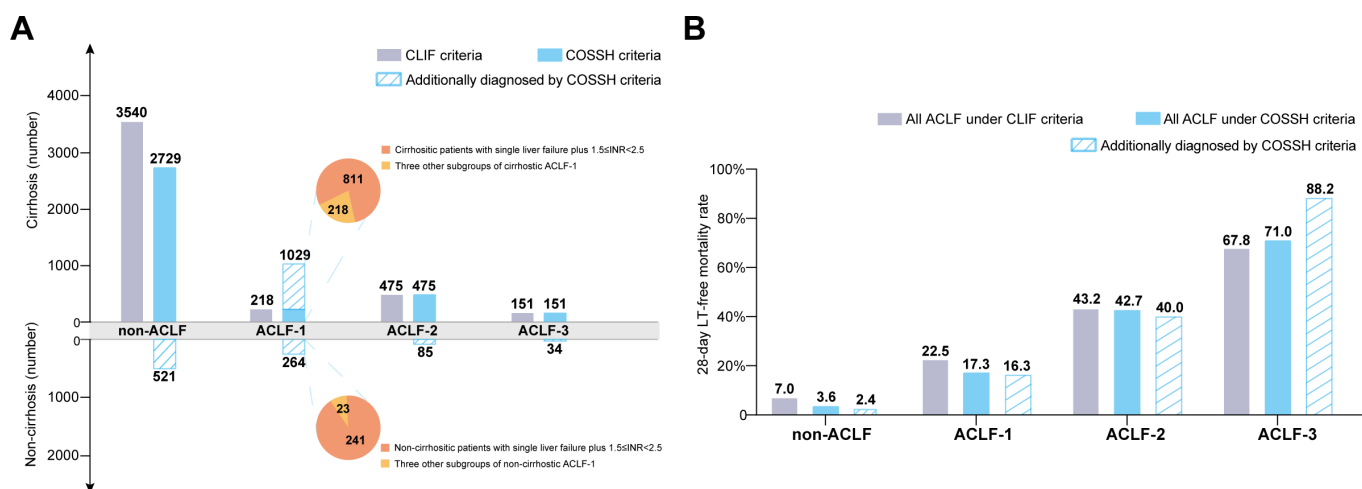 A
CLIF criteria
COSSH criteria
Additionally diagnosed by COSSH criteria
Cirrhosis (number)
4000
3000
2000
1000
0
3540
2729
218
1029
475
475
151
151
811
218
Cirrhositic patients with single liver failure plus 1.5≤INR<2.5
Three other subgroups of cirrhostic ACLF-1
non-ACLF
ACLF-1
ACLF-2
ACLF-3
Non-cirrhosis (number)
0
1000
2000
521
264
85
34
23
241
Non-cirrhositic patients with single liver failure plus 1.5≤INR<2.5
Three other subgroups of non-cirrhostic ACLF-1
B
All ACLF under CLIF criteria
All ACLF under COSSH criteria
Additionally diagnosed by COSSH criteria
28-day LT-free mortality rate
100%
80%
60%
40%
20%
0
7.0
3.6
2.4
22.5
17.3
16.3
43.2
42.7
40.0
67.8
71.0
88.2
non-ACLF
ACLF-1
ACLF-2
ACLF-3